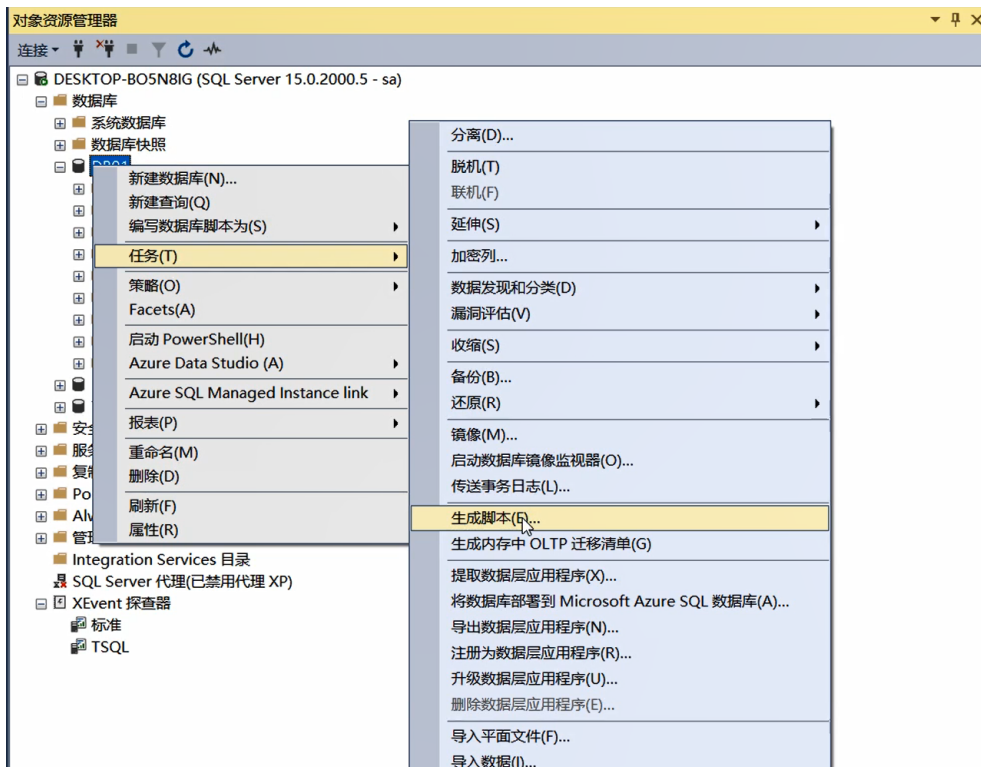 对象资源管理器
连接
DESKTOP-BO5N8IG (SQL Server 15.0.2000.5 - sa)
数据库
系统数据库
数据库快照
新建数据库(N)...
新建查询(Q)
编写数据库脚本为(S)
任务(T)
策略(O)
Facets(A)
启动 PowerShell(H)
Azure Data Studio (A)
Azure SQL Managed Instance link
报表(P)
重命名(M)
删除(D)
刷新(F)
属性(R)
分离(D)...
脱机(T)
联机(F)
延伸(S)
加密列...
数据发现和分类(D)
漏洞评估(V)
收缩(S)
备份(B)...
还原(R)
镜像(M)...
启动数据库镜像监视器(O)...
传送事务日志(L)...
生成脚本(E)...
生成内存中 OLTP 迁移清单(G)
提取数据层应用程序(X)...
将数据库部署到 Microsoft Azure SQL 数据库(A)...
导出数据层应用程序(N)...
注册为数据层应用程序(R)...
升级数据层应用程序(U)...
删除数据层应用程序(E)...
导入平面文件(F)...
导入数据(I)...
安
服
复
Po
Alw
管
Integration Services 目录
SQL Server 代理(已禁用代理 XP)
XEvent 探查器
标准
TSQL